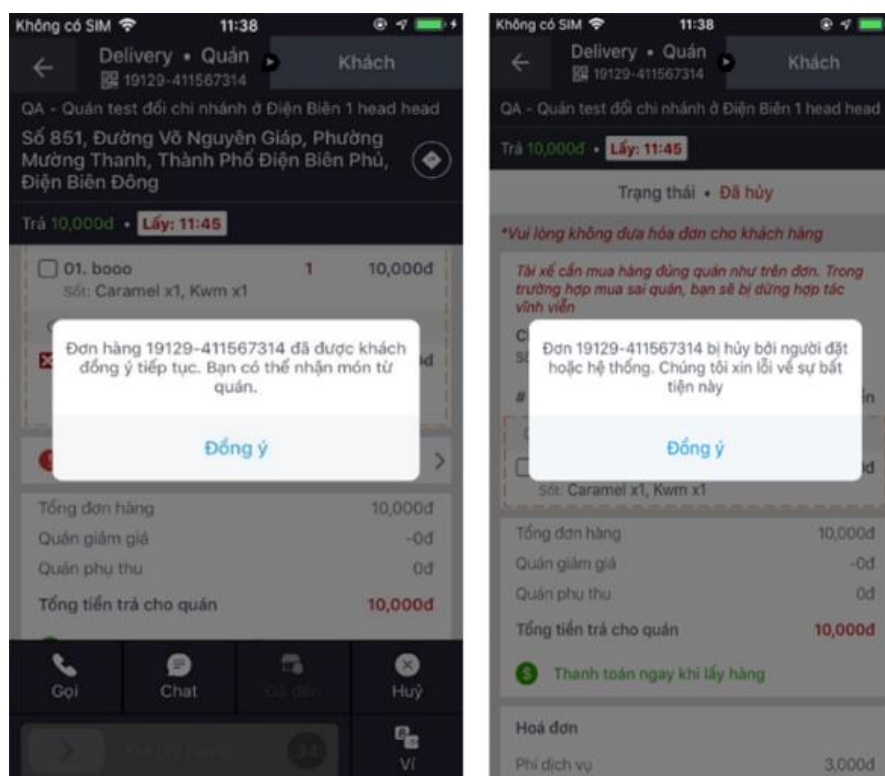 Không có SIM 11:38
Delivery • Quán
19129-411567314
Khách
QA - Quán test đổi chi nhánh ở Điện Biên 1 head head
Số 851, Đường Võ Nguyên Giáp, Phường
Mường Thanh, Thành Phố Điện Biên Phủ,
Điện Biên Đông
Trả 10,000đ • Lấy: 11:45
01. booo 1 10,000đ
Sốt: Caramel x1, Kwm x1
Đơn hàng 19129-411567314 đã được khách
đồng ý tiếp tục. Bạn có thể nhận món từ
quán.
Đồng ý
Tổng đơn hàng 10,000đ
Quán giảm giá -0đ
Quán phụ thu 0đ
Tổng tiền trả cho quán 10,000đ
Gọi
Chat
Đã đến
Huỷ
34
Ví
Không có SIM 11:38
Delivery • Quán
19129-411567314
Khách
QA - Quán test đổi chi nhánh ở Điện Biên 1 head head
Trả 10,000đ • Lấy: 11:45
Trạng thái • Đã hủy
*Vui lòng không đưa hóa đơn cho khách hàng
Tài xế cần mua hàng đúng quán như trên đơn. Trong
trường hợp mua sai quán, bạn sẽ bị dừng hợp tác
vĩnh viễn
Đơn 19129-411567314 bị hủy bởi người đặt
hoặc hệ thống. Chúng tôi xin lỗi về sự bất
tiện này
#
Đồng ý
Sốt: Caramel x1, Kwm x1
Tổng đơn hàng 10,000đ
Quán giảm giá -0đ
Quán phụ thu 0đ
Tổng tiền trả cho quán 10,000đ
Thanh toán ngay khi lấy hàng
Hoá đơn
Phí dịch vụ 3,000đ